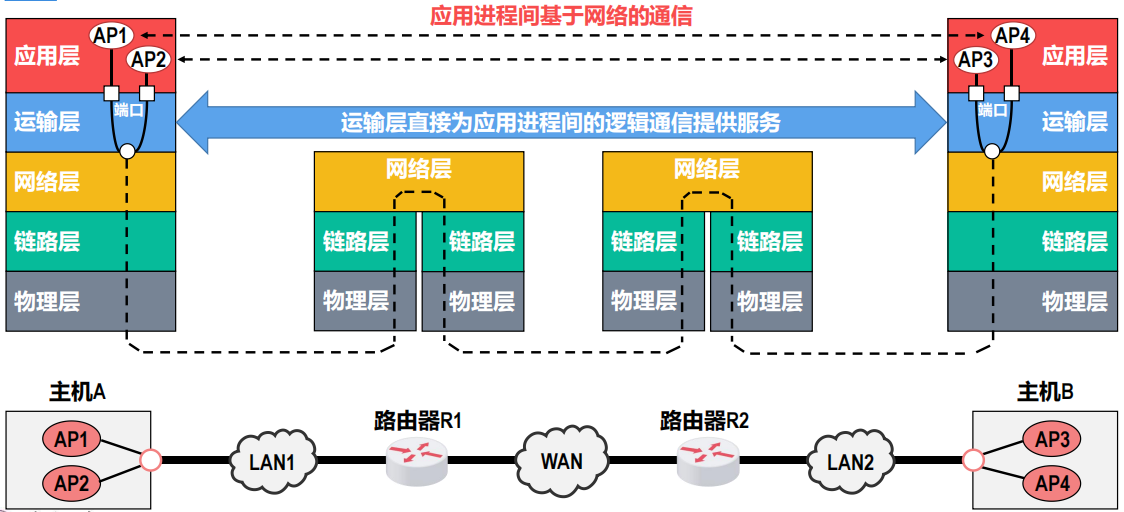 应用进程间基于网络的通信
AP1
AP4
应用层
AP2
AP3
应用层
端口
端口
运输层
运输层直接为应用进程间的逻辑通信提供服务
运输层
网络层
网络层
网络层
网络层
链路层
链路层
链路层
链路层
链路层
链路层
物理层
物理层
物理层
物理层
物理层
物理层
主机A
主机B
路由器R1
路由器R2
AP1
AP3
LAN1
WAN
LAN2
AP2
AP4